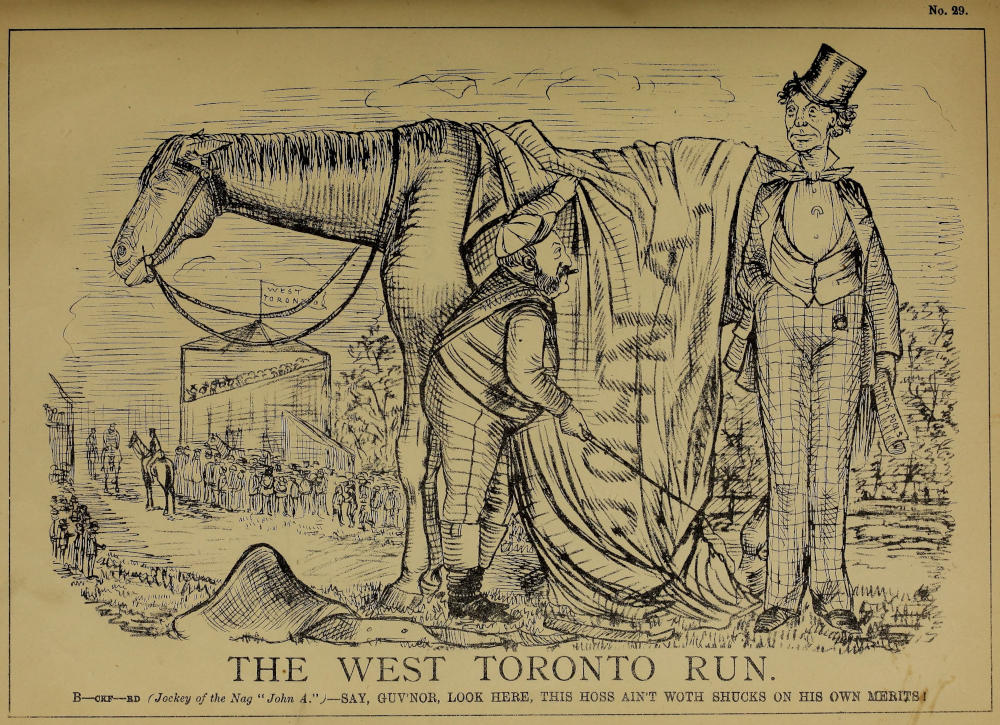 No. 29.
WEST
TORONTO
THE WEST TORONTO RUN.
B—CKF—RD (Jockey of the Nag "John A.")—SAY, GUV'NOR, LOOK HERE, THIS HOSS AIN'T WOTH SHUCKS ON HIS OWN MERITS!